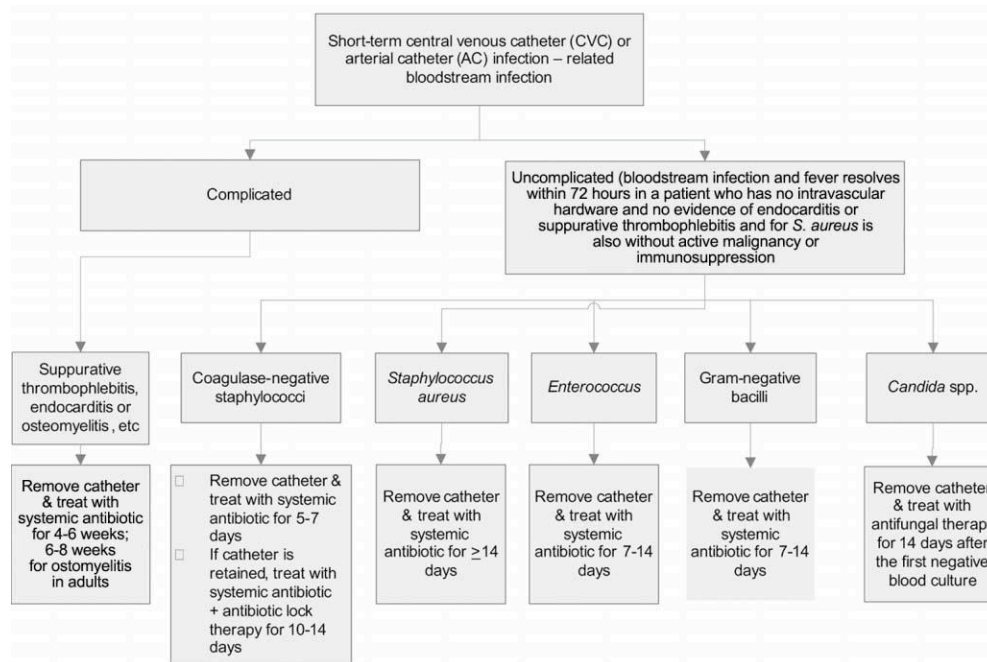 Short-term central venous catheter (CVC) or
arterial catheter (AC) infection – related
bloodstream infection
Complicated
Uncomplicated (bloodstream infection and fever resolves
within 72 hours in a patient who has no intravascular
hardware and no evidence of endocarditis or
suppurative thrombophlebitis and for S. aureus is
also without active malignancy or
immunosuppression
Suppurative
thrombophlebitis,
endocarditis or
osteomyelitis , etc
Coagulase-negative
staphylococci
Staphylococcus
aureus
Enterococcus
Gram-negative
bacilli
Candida spp.
Remove catheter
& treat with
systemic antibiotic
for 4-6 weeks;
6-8 weeks
for ostomyelitis
in adults
Remove catheter &
treat with systemic
antibiotic for 5-7
days
If catheter is
retained, treat with
systemic antibiotic
+ antibiotic lock
therapy for 10-14
days
Remove catheter
& treat with
systemic
antibiotic for ≥14
days
Remove catheter
& treat with
systemic
antibiotic for 7-14
days
Remove catheter
& treat with
systemic
antibiotic for 7-14
days
Remove catheter
& treat with
antifungal therap
for 14 days after
the first negative
blood culture